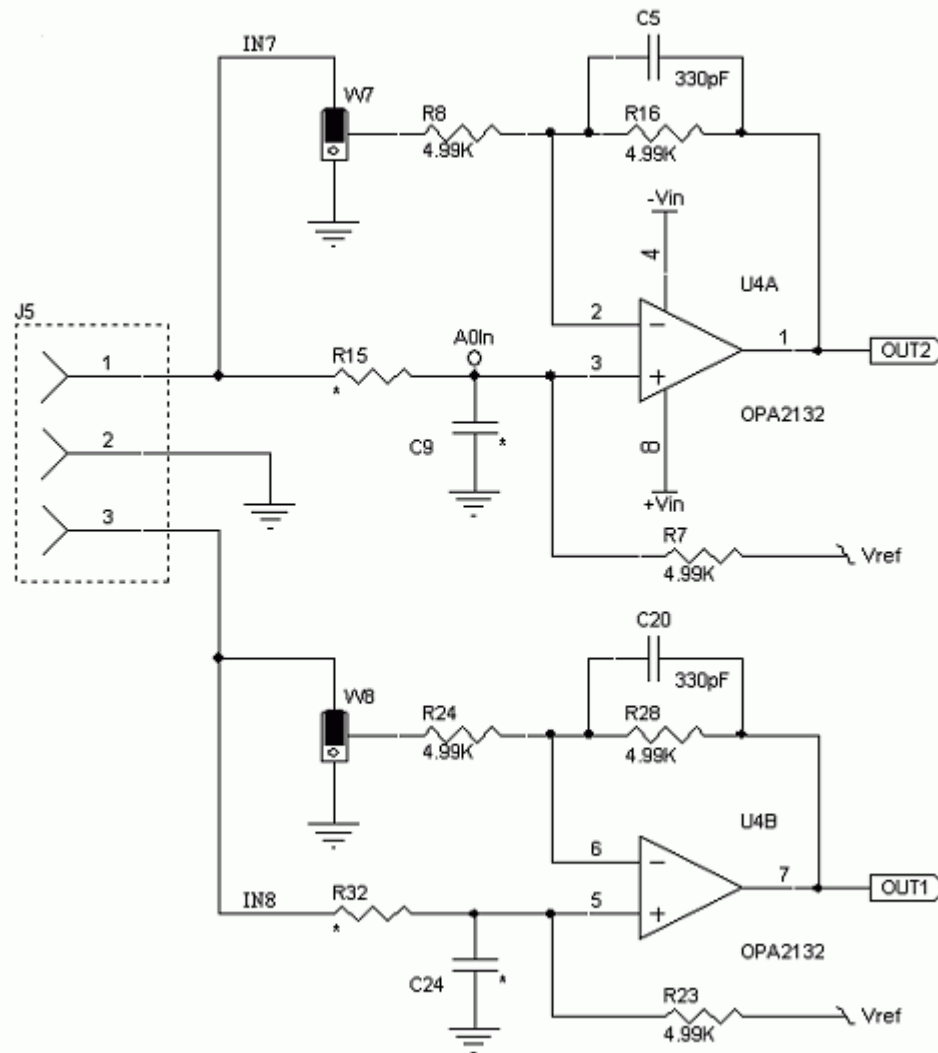 C5
IN7
330pF
W7
R8
R16
4.99K
4.99K
-Vin
4
U4A
J5
2
A0In
1
R15
1
OUT2
3
*
*
2
C9
OPA2132
8
3
+Vin
R7
Vref
4.99K
C20
330pF
W8
R24
R28
4.99K
4.99K
U4B
6
7
IN8
R32
OUT1
5
*
*
C24
OPA2132
R23
Vref
4.99K